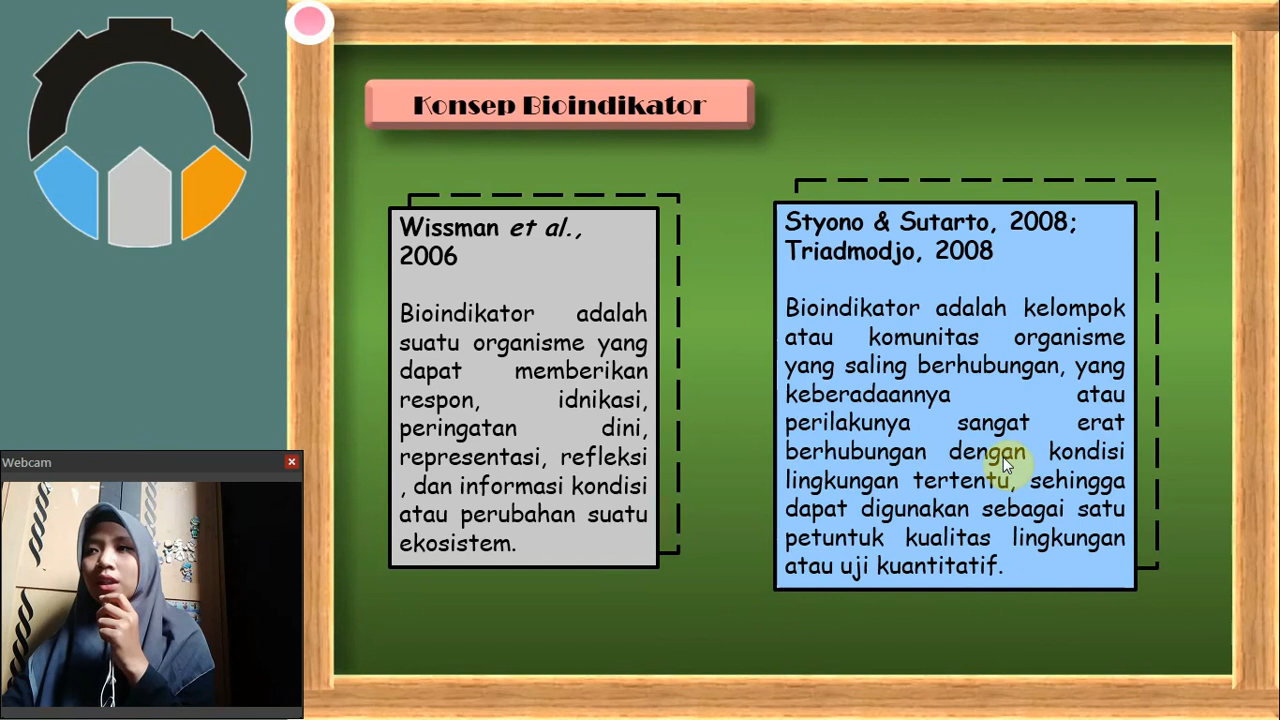 Konsep Bioindikator
Wissman et al.,
2006
Bioindikator adalah
suatu organisme yang
dapat memberikan
respon, idnikasi,
peringatan dini,
representasi, refleksi
, dan informasi kondisi
atau perubahan suatu
ekosistem.
Styono & Sutarto, 2008;
Triadmodjo, 2008
Bioindikator adalah kelompok
atau komunitas organisme
yang saling berhubungan, yang
keberadaannya atau
perilakunya sangat erat
berhubungan dengan kondisi
lingkungan tertentu, sehingga
dapat digunakan sebagai satu
petuntuk kualitas lingkungan
atau uji kuantitatif.
Webcam